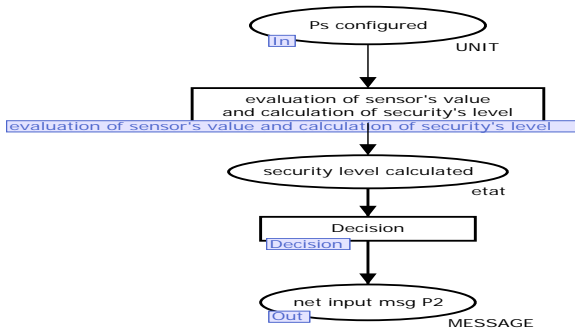 Ps configured
In
UNIT
evaluation of sensor's value
and calculation of security's level
evaluation of sensor's value and calculation of security's level
security level calculated
etat
Decision
Decision
net input msg P2
Out
MESSAGE